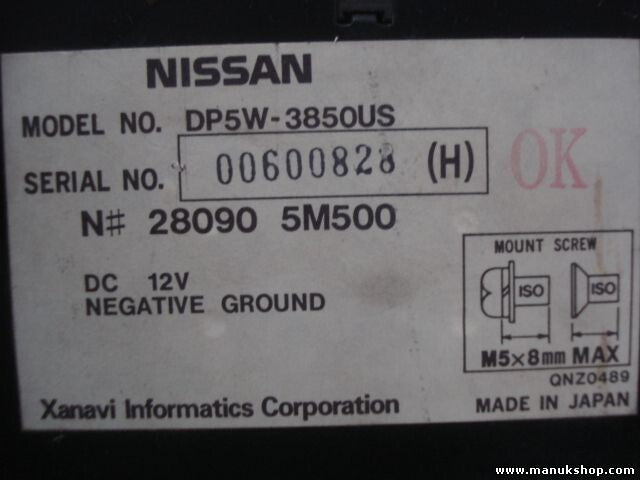 NISSAN
MODEL NO. DP5W-3850US
SERIAL NO. 00600828 (H)
OK
N# 28090 5M500
DC 12V
NEGATIVE GROUND
MOUNT SCREW
ISO ISO
M5×8mm MAX
QNZ0489
Xanavi Informatics Corporation
MADE IN JAPAN
www.manukshop.com